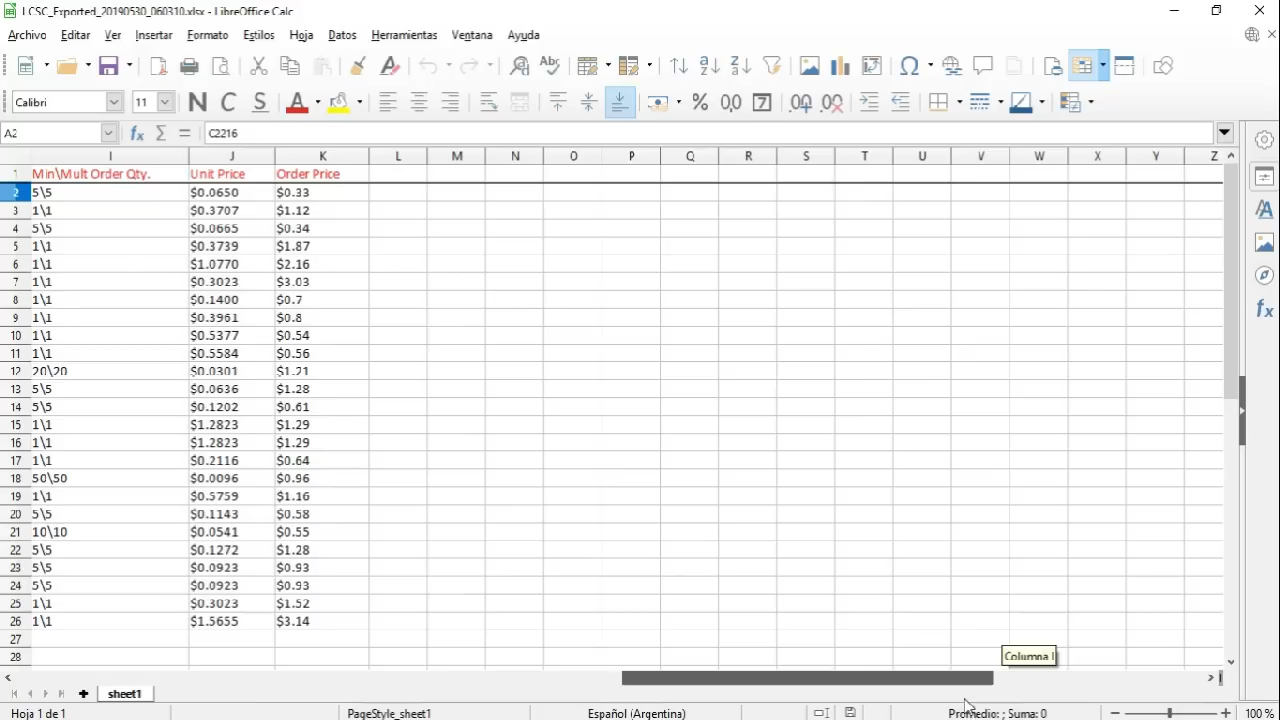 LCSC_Exported_20190530_060310.xlsx - LibreOffice Calc
Archivo Editar Ver Insertar Formato Estilos Hoja Datos Herramientas Ventana Ayuda
Calibri 11 N C S
A2 fx Σ = C2216
I J K L M N O P Q R S T U V W X Y Z
1 Min\Mult Order Qty. Unit Price Order Price
2 5\5 $0.0650 $0.33
3 1\1 $0.3707 $1.12
4 5\5 $0.0665 $0.34
5 1\1 $0.3739 $1.87
6 1\1 $1.0770 $2.16
7 1\1 $0.3023 $3.03
8 1\1 $0.1400 $0.7
9 1\1 $0.3961 $0.8
10 1\1 $0.5377 $0.54
11 1\1 $0.5584 $0.56
12 20\20 $0.0301 $1.21
13 5\5 $0.0636 $1.28
14 5\5 $0.1202 $0.61
15 1\1 $1.2823 $1.29
16 1\1 $1.2823 $1.29
17 1\1 $0.2116 $0.64
18 50\50 $0.0096 $0.96
19 1\1 $0.5759 $1.16
20 5\5 $0.1143 $0.58
21 10\10 $0.0541 $0.55
22 5\5 $0.1272 $1.28
23 5\5 $0.0923 $0.93
24 5\5 $0.0923 $0.93
25 1\1 $0.3023 $1.52
26 1\1 $1.5655 $3.14
27
28
Columna I
sheet1
Hoja 1 de 1 PageStyle_sheet1 Español (Argentina) Promedio: ; Suma: 0 100 %